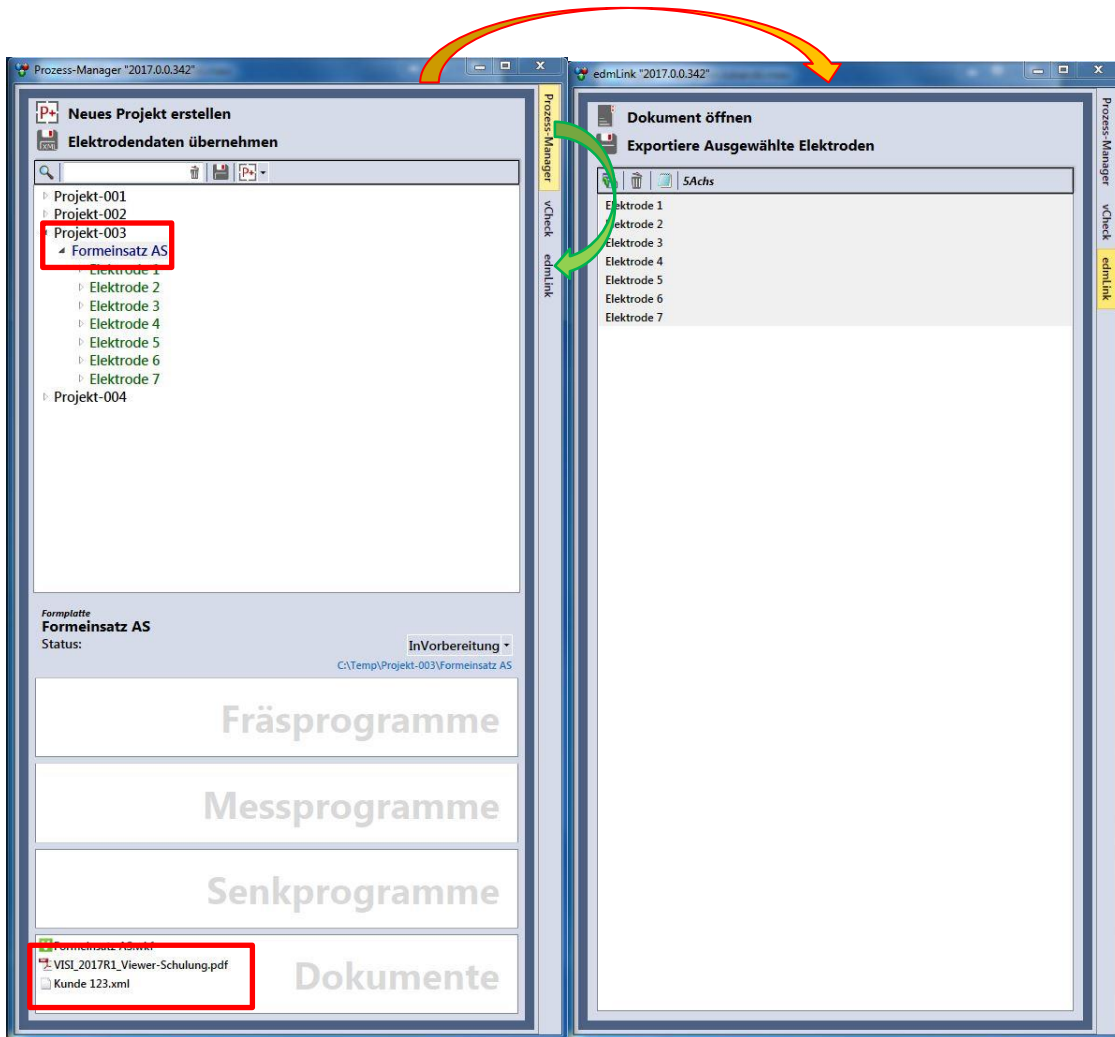 Prozess-Manager "2017.0.0.342"
Neues Projekt erstellen
Elektrodendaten übernehmen
Projekt-001
Projekt-002
Projekt-003
Formeinsatz AS
Elektrode 1
Elektrode 2
Elektrode 3
Elektrode 4
Elektrode 5
Elektrode 6
Elektrode 7
Projekt-004
Formplatte
Formeinsatz AS
Status:
InVorbereitung
C:\Temp\Projekt-003\Formeinsatz AS
Fräsprogramme
Messprogramme
Senkprogramme
Formeinsatz AS.wkf
VISI_2017R1_Viewer-Schulung.pdf
Kunde 123.xml
Dokumente
Prozess-Manager
vCheck
edmLink
edmLink "2017.0.0.342"
Dokument öffnen
Exportiere Ausgewählte Elektroden
5Achs
Elektrode 1
Elektrode 2
Elektrode 3
Elektrode 4
Elektrode 5
Elektrode 6
Elektrode 7
Prozess-Manager
vCheck
edmLink